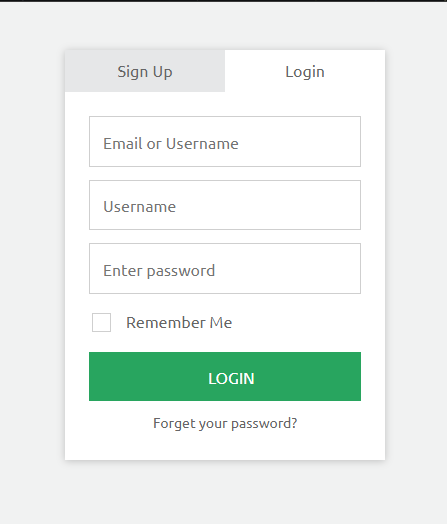 Sign Up Login
Email or Username
Username
Enter password
Remember Me
LOGIN
Forget your password?